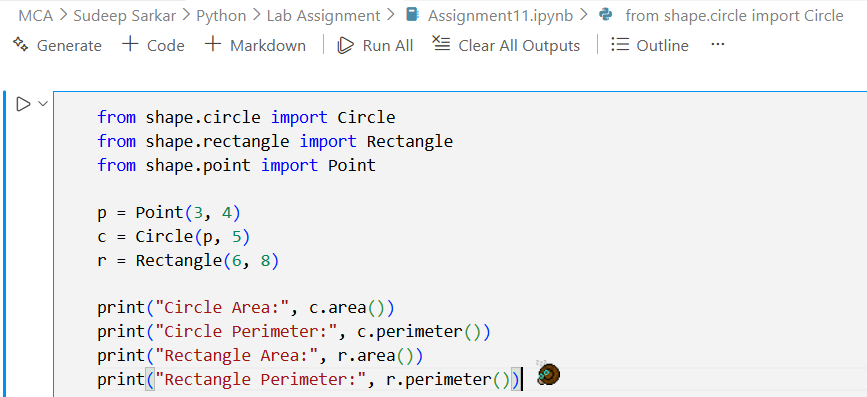 MCA > Sudeep Sarkar > Python > Lab Assignment > Assignment11.ipynb > from shape.circle import Circle
Generate + Code + Markdown Run All Clear All Outputs Outline ...
from shape.circle import Circle
from shape.rectangle import Rectangle
from shape.point import Point

p = Point(3, 4)
c = Circle(p, 5)
r = Rectangle(6, 8)

print("Circle Area:", c.area())
print("Circle Perimeter:", c.perimeter())
print("Rectangle Area:", r.area())
print("Rectangle Perimeter:", r.perimeter())